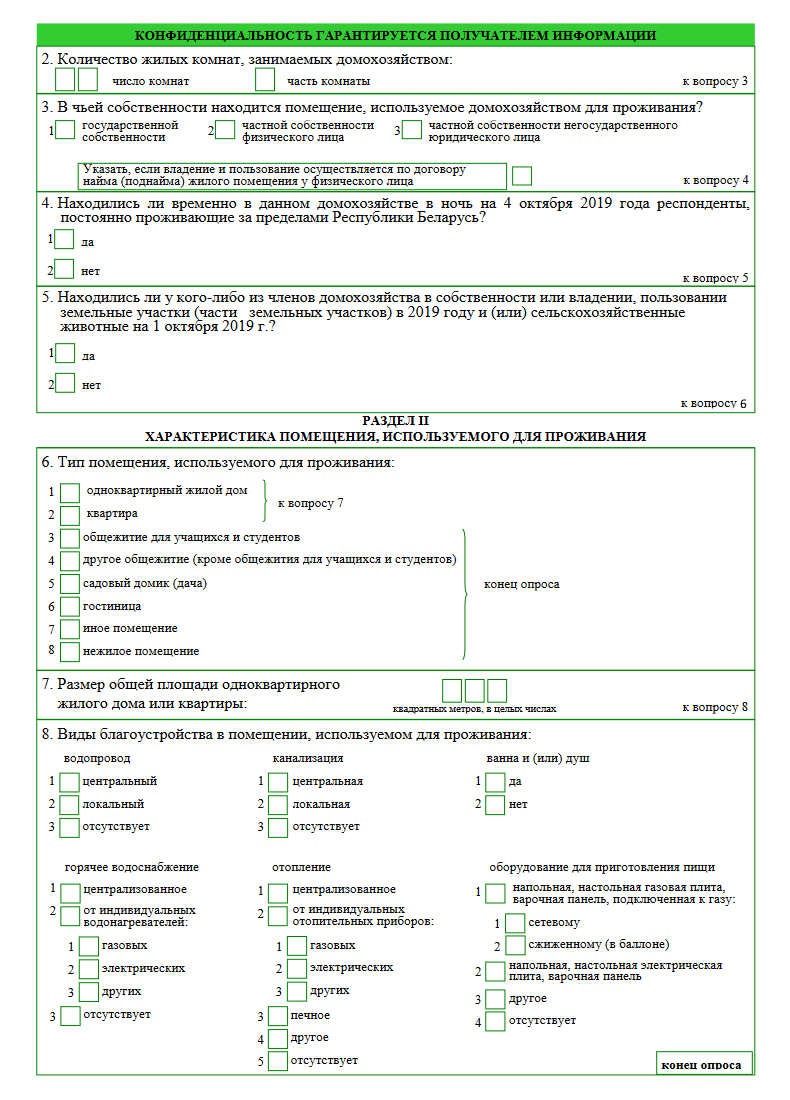 КОНФИДЕНЦИАЛЬНОСТЬ ГАРАНТИРУЕТСЯ ПОЛУЧАТЕЛЕМ ИНФОРМАЦИИ
2. Количество жилых комнат, занимаемых домохозяйством:
число комнат часть комнаты к вопросу 3
3. В чьей собственности находится помещение, используемое домохозяйством для проживания?
1 государственной собственности 2 частной собственности физического лица 3 частной собственности негосударственного юридического лица
Указать, если владение и пользование осуществляется по договору
найма (поднайма) жилого помещения у физического лица
к вопросу 4
4. Находились ли временно в данном домохозяйстве в ночь на 4 октября 2019 года респонденты,
постоянно проживающие за пределами Республики Беларусь?
1 да
2 нет
к вопросу 5
5. Находились ли у кого-либо из членов домохозяйства в собственности или владении, пользовании
земельные участки (части земельных участков) в 2019 году и (или) сельскохозяйственные
животные на 1 октября 2019 г.?
1 да
2 нет
к вопросу 6
РАЗДЕЛ II
ХАРАКТЕРИСТИКА ПОМЕЩЕНИЯ, ИСПОЛЬЗУЕМОГО ДЛЯ ПРОЖИВАНИЯ
6. Тип помещения, используемого для проживания:
1 одноквартирный жилой дом
2 квартира
к вопросу 7
3 общежитие для учащихся и студентов
4 другое общежитие (кроме общежития для учащихся и студентов)
5 садовый домик (дача)
6 гостиница
7 иное помещение
8 нежилое помещение
конец опроса
7. Размер общей площади одноквартирного
жилого дома или квартиры:
квадратных метров, в целых числах
к вопросу 8
8. Виды благоустройства в помещении, используемом для проживания:
водопровод
1 центральный
2 локальный
3 отсутствует
канализация
1 центральная
2 локальная
3 отсутствует
ванна и (или) душ
1 да
2 нет
горячее водоснабжение
1 централизованное
2 от индивидуальных
водонагревателей:
1 газовых
2 электрических
3 других
3 отсутствует
отопление
1 централизованное
2 от индивидуальных
отопительных приборов:
1 газовых
2 электрических
3 других
3 печное
4 другое
5 отсутствует
оборудование для приготовления пищи
1 напольная, настольная газовая плита,
варочная панель, подключенная к газу:
1 сетевому
2 сжиженному (в баллоне)
2 напольная, настольная электрическая
плита, варочная панель
3 другое
4 отсутствует
конец опроса